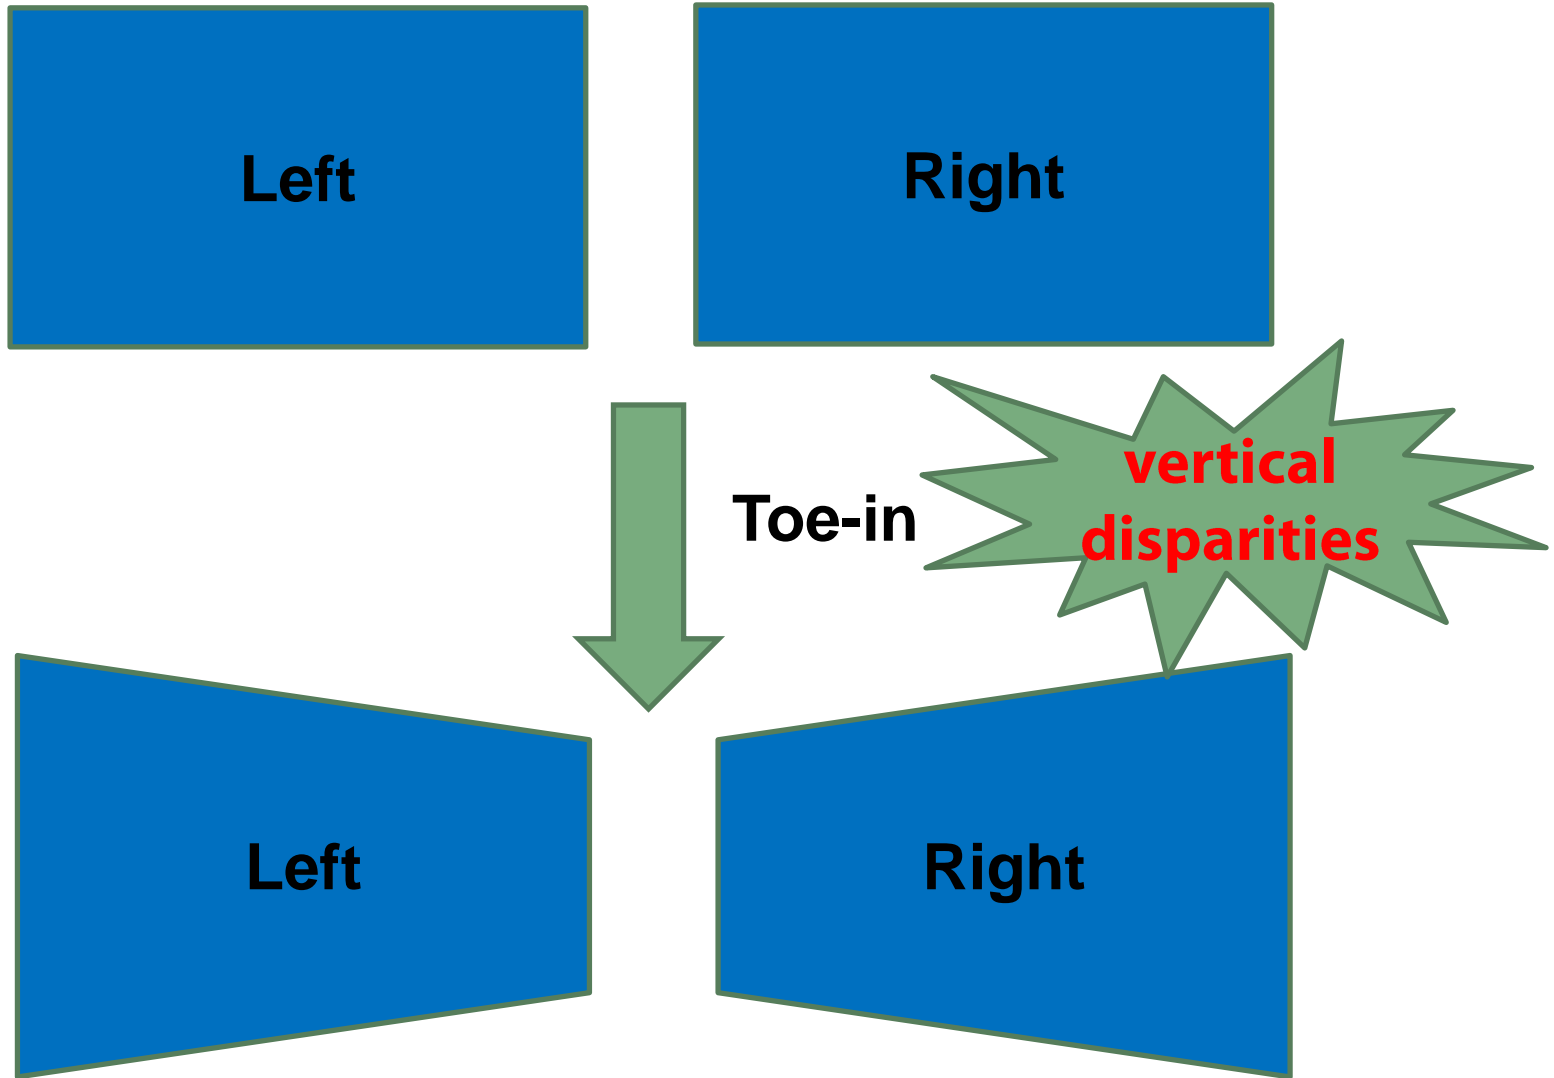 Left
Right
Toe-in
vertical
disparities
Left
Right